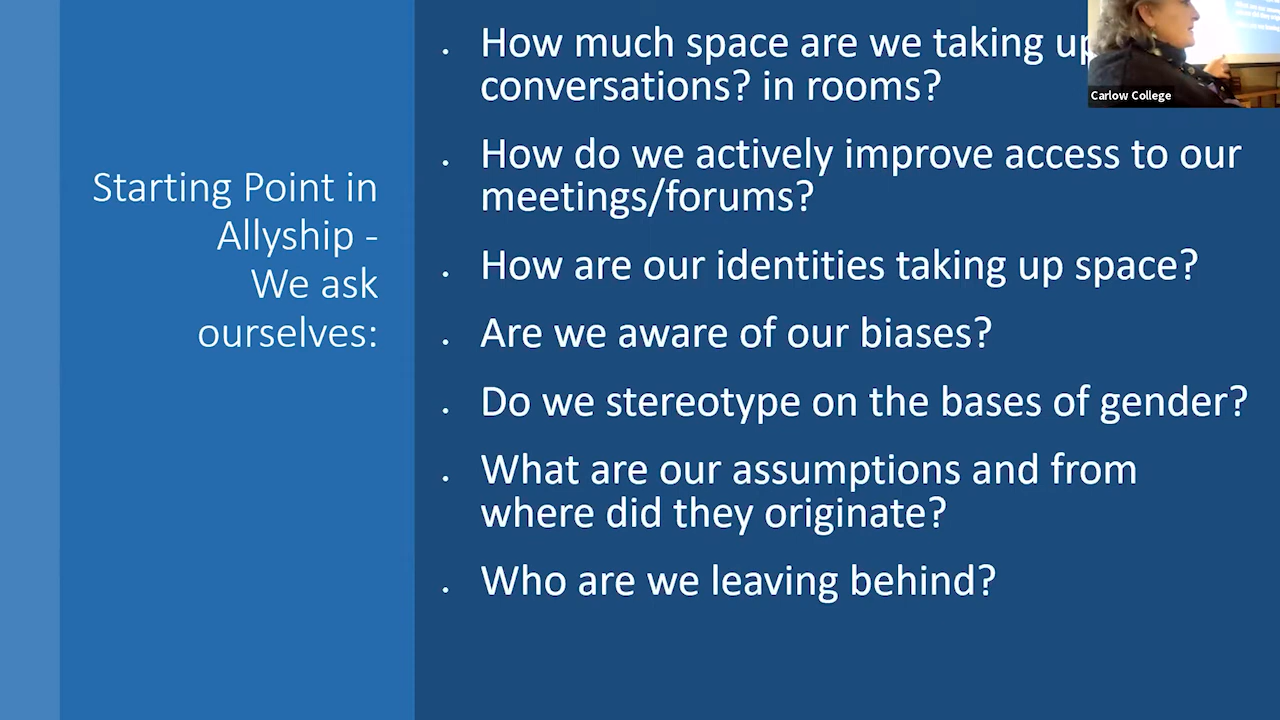 Starting Point in
Allyship -
We ask
ourselves:
• How much space are we taking up
conversations? in rooms?
• How do we actively improve access to our
meetings/forums?
• How are our identities taking up space?
• Are we aware of our biases?
• Do we stereotype on the bases of gender?
• What are our assumptions and from
where did they originate?
• Who are we leaving behind?
Carlow College